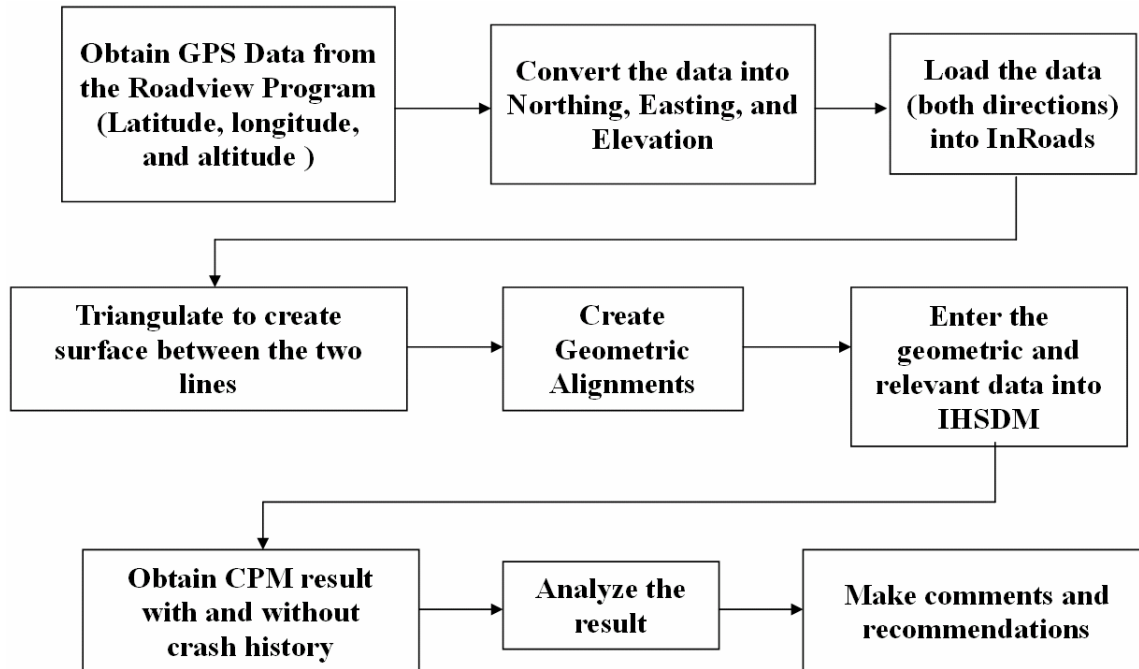 Obtain GPS Data from
the Roadview Program
(Latitude, longitude,
and altitude )
Convert the data into
Northing, Easting, and
Elevation
Load the data
(both directions)
into InRoads
Triangulate to create
surface between the two
lines
Create
Geometric
Alignments
Enter the
geometric and
relevant data into
IHSDM
Obtain CPM result
with and without
crash history
Analyze the
result
Make comments and
recommendations